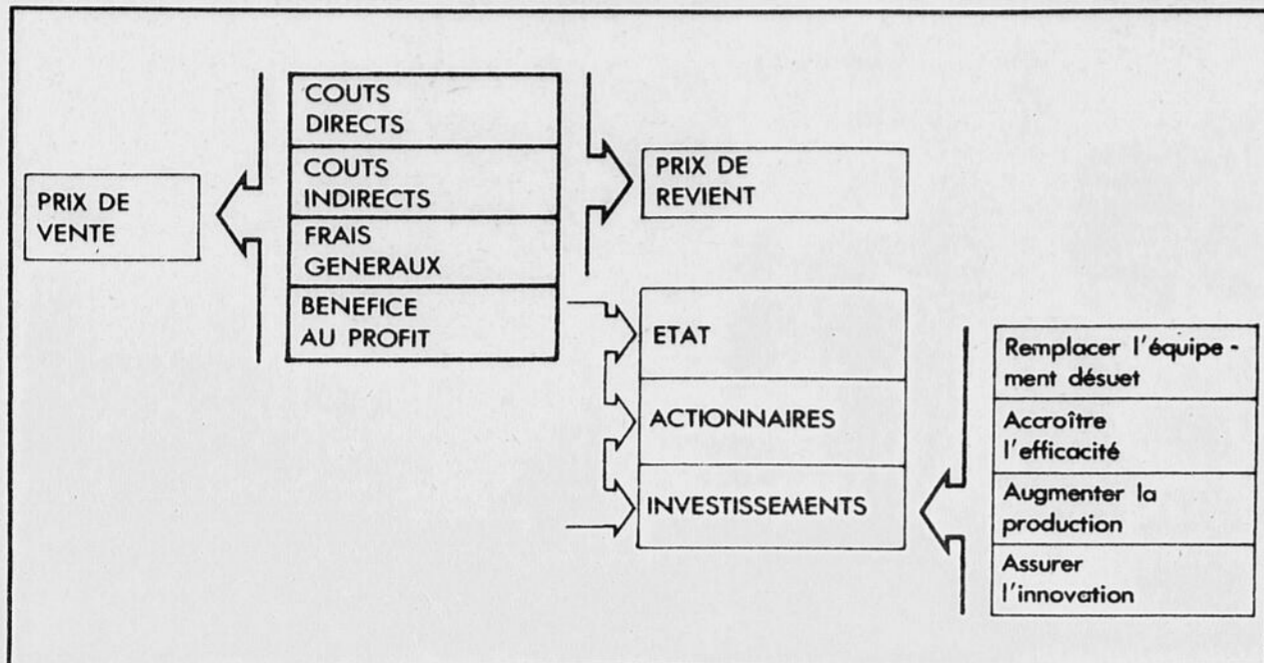 PRIX DE
VENTE
COUTS
DIRECTS
COUTS
INDIRECTS
FRAIS
GENERAUX
BENEFICE
AU PROFIT
PRIX DE
REVIENT
ETAT
ACTIONNAIRES
INVESTISSEMENTS
Remplacer l'équipe-
ment désuet
Accroître
l'efficacité
Augmenter la
production
Assurer
l'innovation